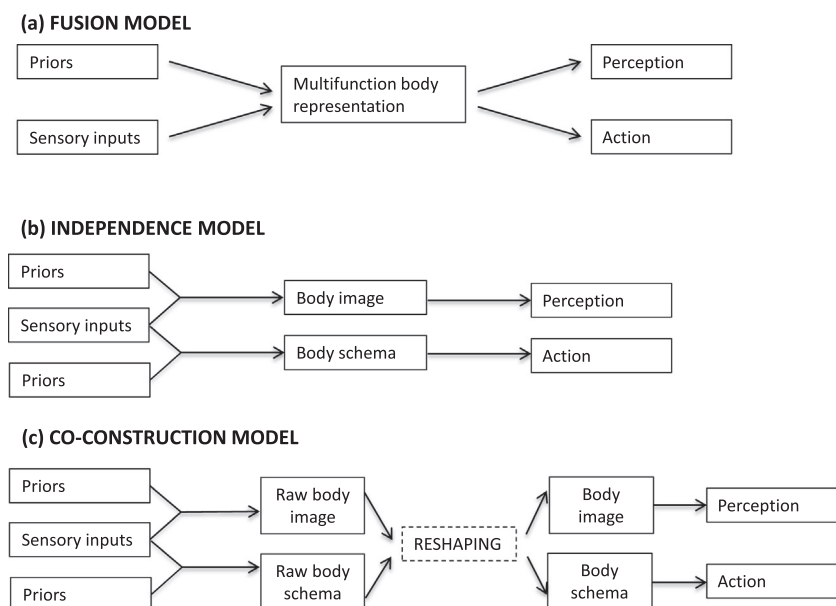 (a) FUSION MODEL
Priors
Sensory inputs
Multifunction body
representation
Perception
Action
(b) INDEPENDENCE MODEL
Priors
Sensory inputs
Priors
Body image
Body schema
Perception
Action
(c) CO-CONSTRUCTION MODEL
Priors
Sensory inputs
Priors
Raw body
image
Raw body
schema
RESHAPING
Body
image
Body
schema
Perception
Action